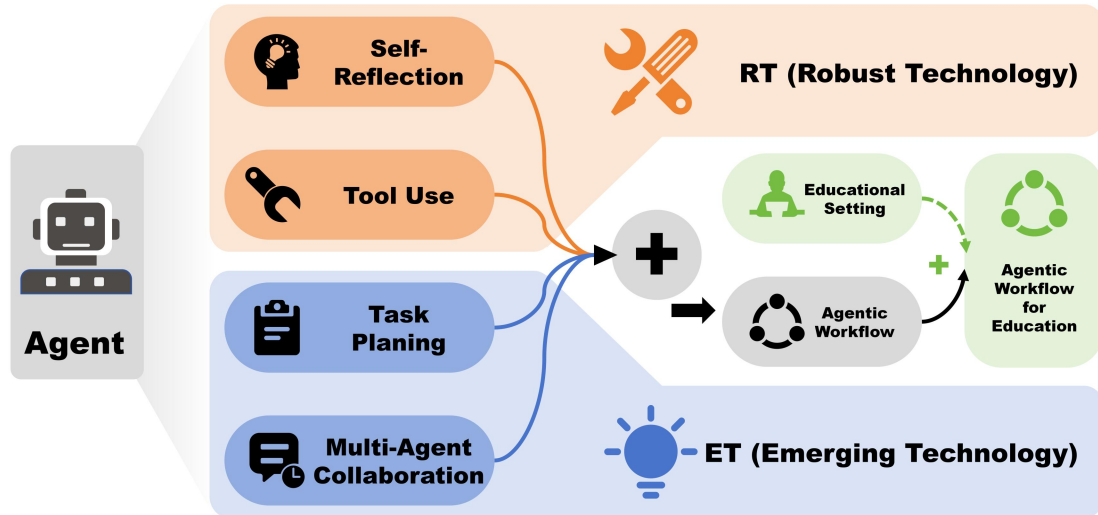 Agent
Self-
Reflection
Tool Use
Task
Planing
Multi-Agent
Collaboration
RT (Robust Technology)
Educational
Setting
Agentic
Workflow
Agentic
Workflow
for
Education
ET (Emerging Technology)